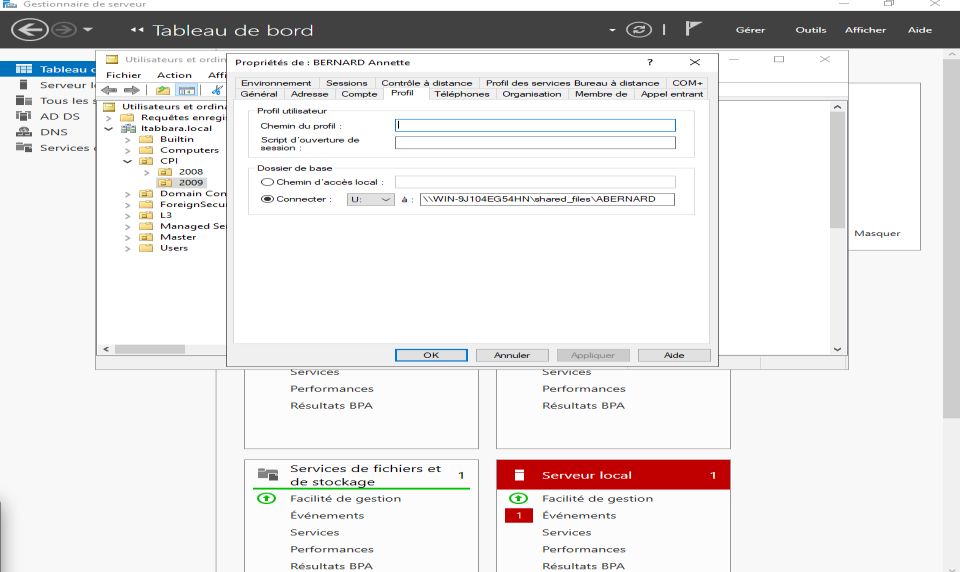 Gestionnaire de serveur
Tableau de bord
Gérer Outils Afficher Aide
Tableau
Serveur l
Tous les s
AD DS
DNS
Services
Utilisateurs et ordin
Fichier Action Affi
Utilisateurs et ordina
Requêtes enregi
ltabbara.local
Builtin
Computers
CPI
2008
2009
Domain Con
ForeignSecu
L3
Managed Se
Master
Users
Propriétés de : BERNARD Annette
?
Environnement Sessions Contrôle à distance Profil des services Bureau à distance COM+
Général Adresse Compte Profil Téléphones Organisation Membre de Appel entrant
Profil utilisateur
Chemin du profil :
Script d'ouverture de
session :
Dossier de base
Chemin d'accès local :
Connecter : U: à : \\WIN-9J104EG54HN\shared_files\ABERNARD
OK Annuler Appliquer Aide
Masquer
Services
Performances
Résultats BPA
Services
Performances
Résultats BPA
Services de fichiers et
de stockage
1
Facilité de gestion
Événements
Services
Performances
Résultats BPA
Serveur local 1
Facilité de gestion
1 Événements
Services
Performances
Résultats BPA